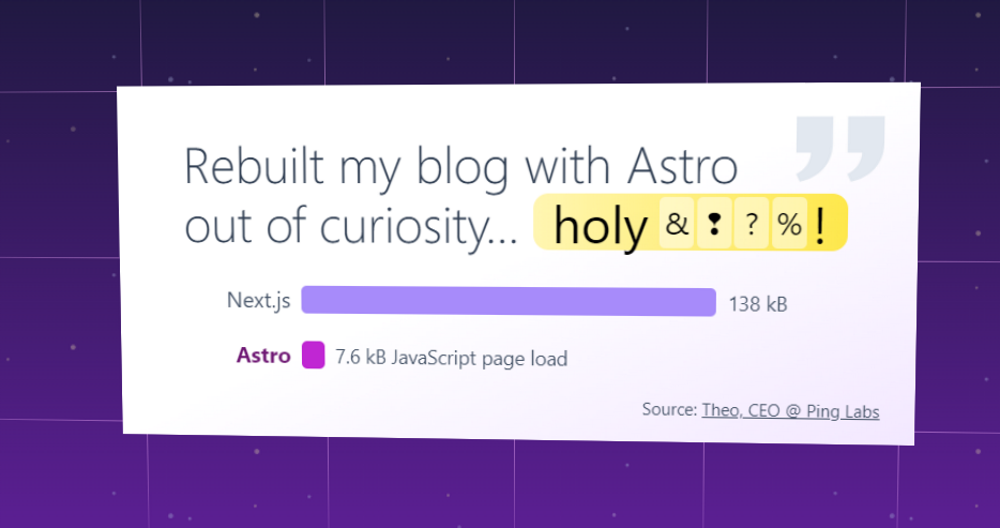 Rebuilt my blog with Astro
out of curiosity... holy &❢?%!
Next.js 138 kB
Astro 7.6 kB JavaScript page load
Source: Theo, CEO @ Ping Labs